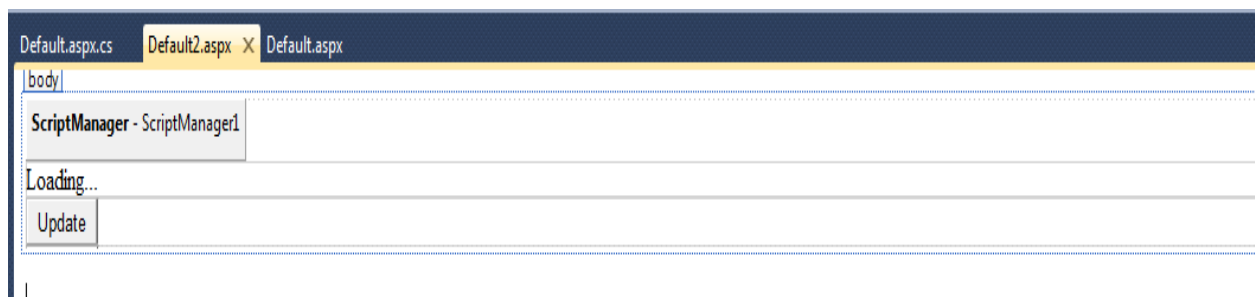 Default.aspx.cs Default2.aspx X Default.aspx
body
ScriptManager - ScriptManager1
Loading...
Update